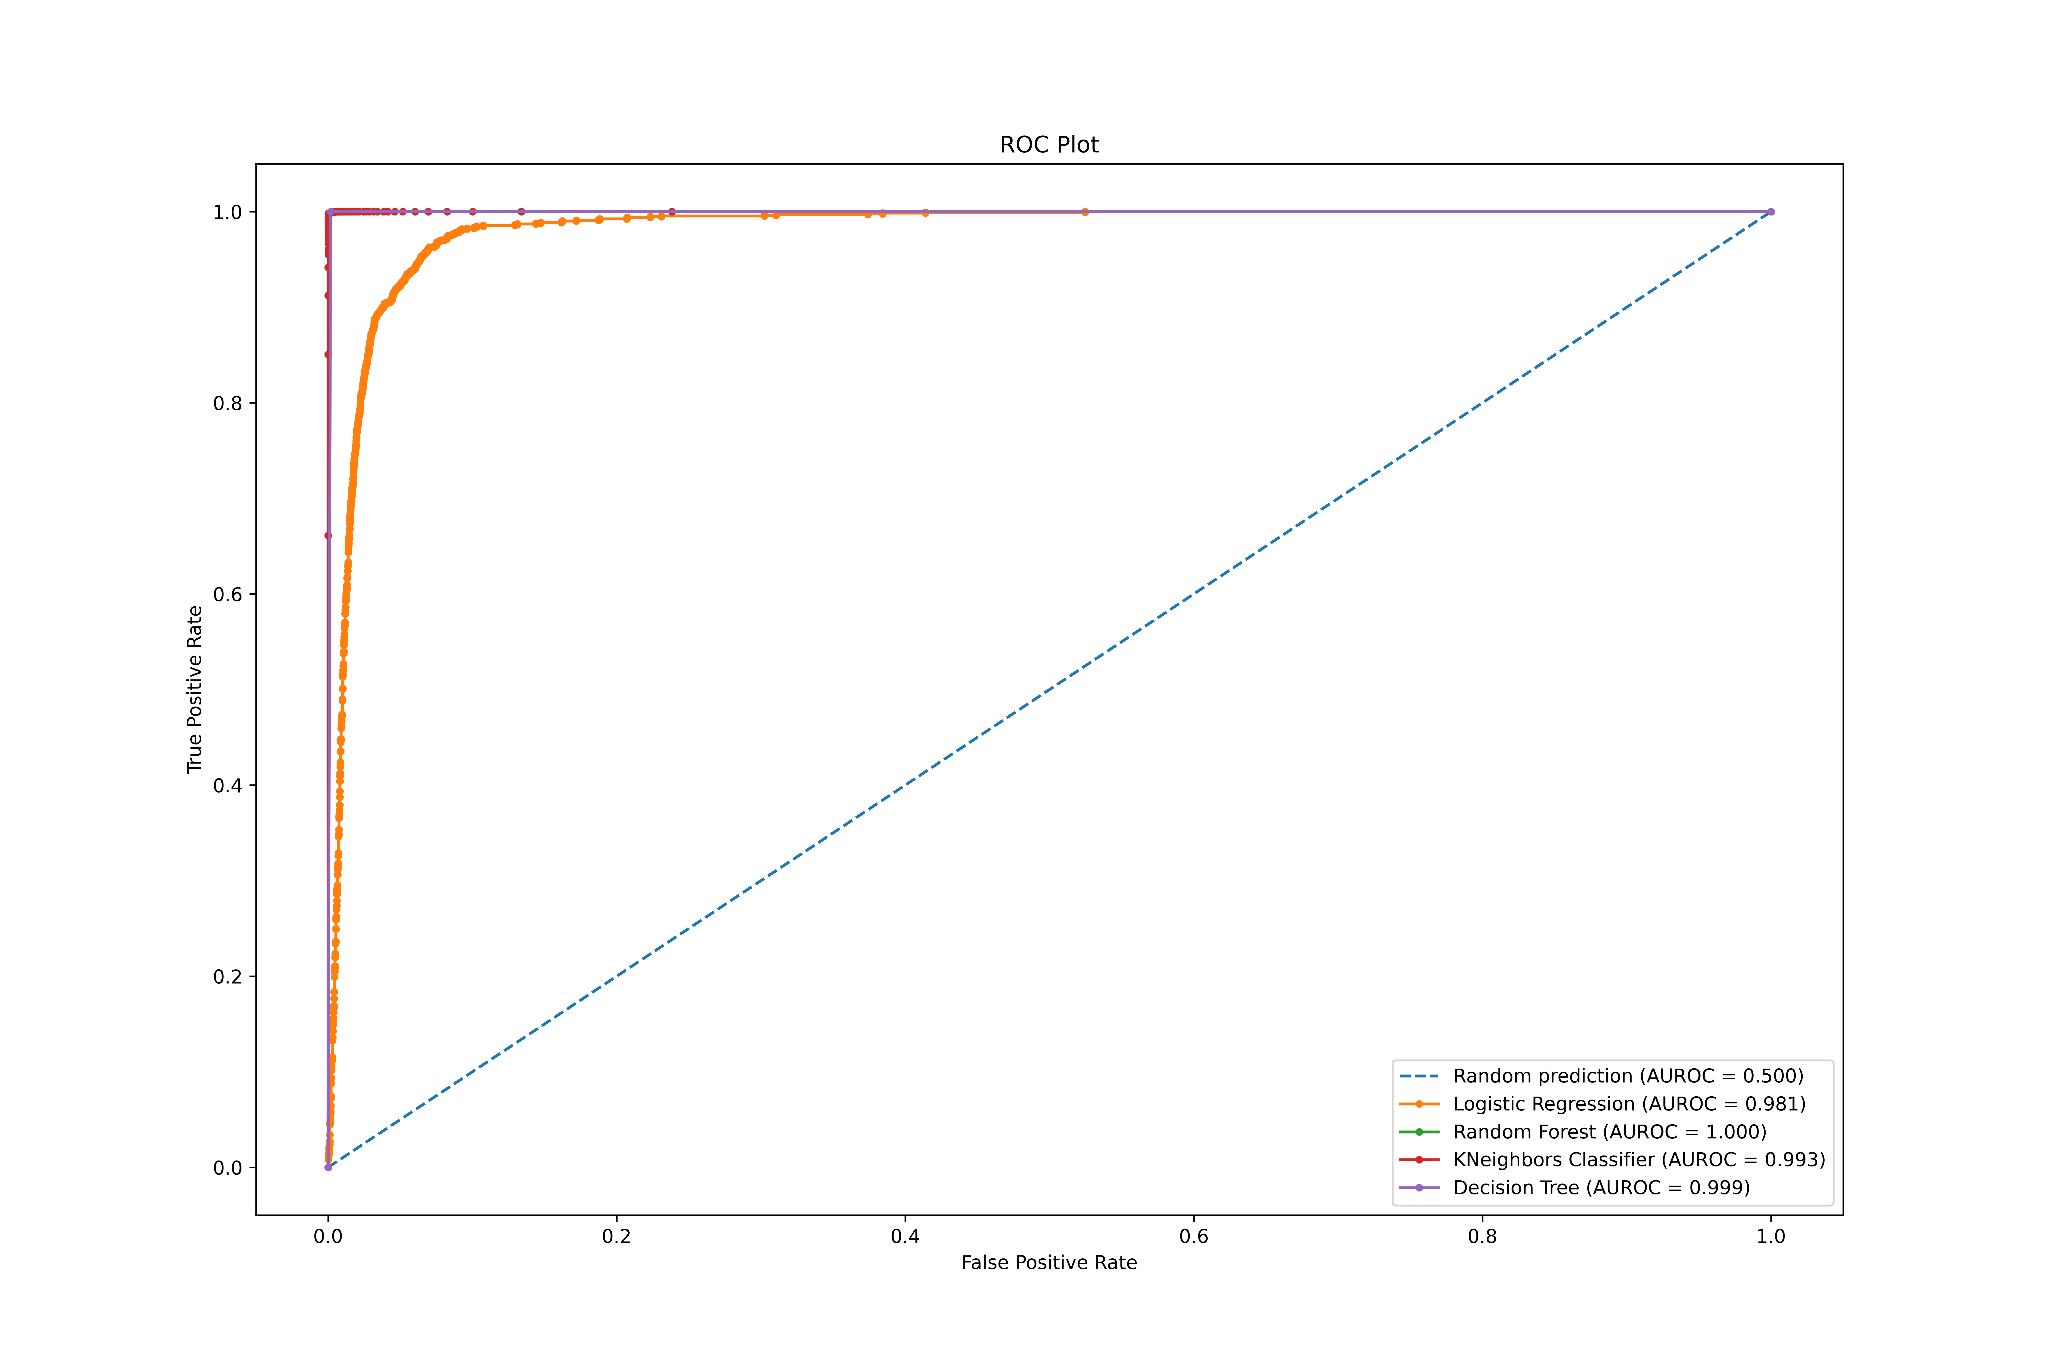 ROC Plot
1.0
0.8
0.6
0.4
0.2
0.0
True Positive Rate
0.0 0.2 0.4 0.6 0.8 1.0
False Positive Rate
Random prediction (AUROC = 0.500)
Logistic Regression (AUROC = 0.981)
Random Forest (AUROC = 1.000)
KNeighbors Classifier (AUROC = 0.993)
Decision Tree (AUROC = 0.999)